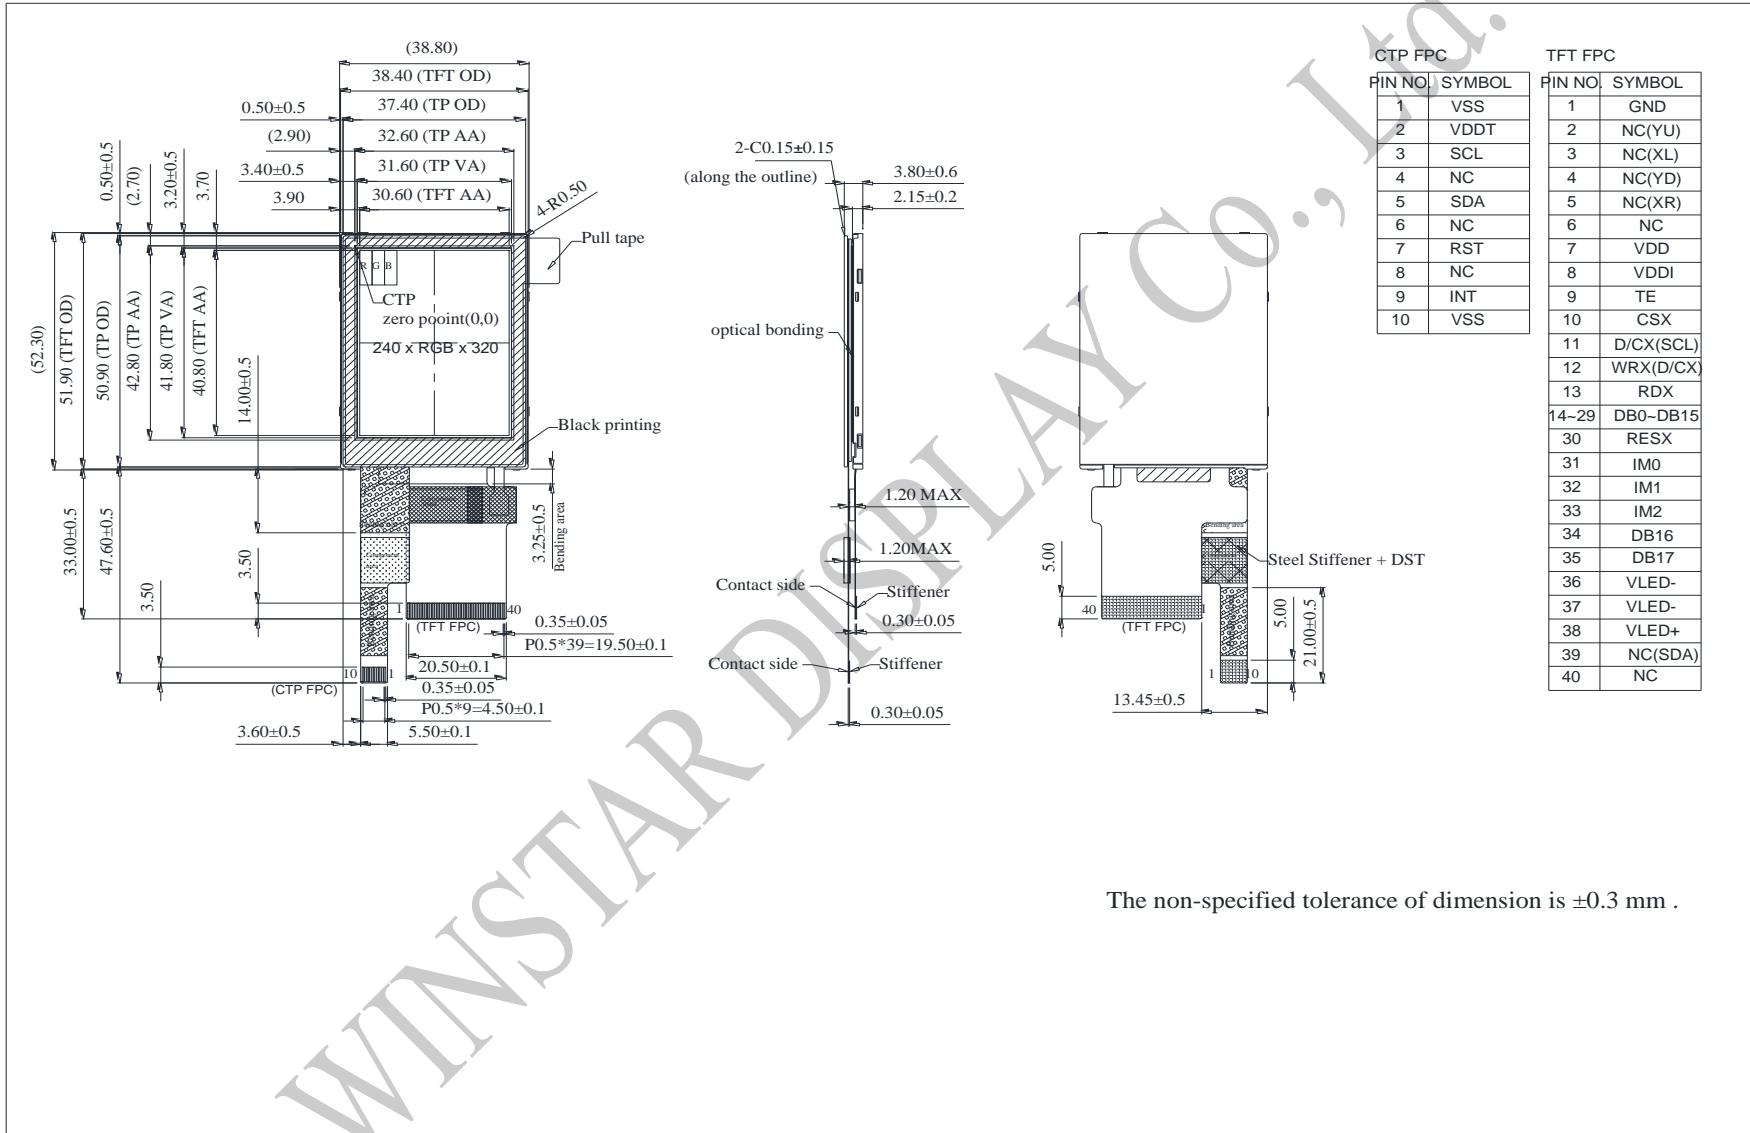 (38.80)
38.40 (TFT OD)
0.50±0.5
37.40 (TP OD)
(2.90)
32.60 (TP AA)
3.40±0.5
31.60 (TP VA)
3.90
30.60 (TFT AA)
0.50±0.5
(2.70)
3.20±0.5
3.70
4-R0.50
Pull tape
R G B
CTP
zero pooint(0,0)
240 x RGB x 320
(52.30)
51.90 (TFT OD)
50.90 (TP OD)
42.80 (TP AA)
41.80 (TP VA)
40.80 (TFT AA)
14.00±0.5
Black printing
33.00±0.5
47.60±0.5
3.50
3.50
3.25±0.5
Bending area
1
40
(TFT FPC)
0.35±0.05
P0.5*39=19.50±0.1
20.50±0.1
10
1
(CTP FPC)
0.35±0.05
P0.5*9=4.50±0.1
3.60±0.5
5.50±0.1
2-C0.15±0.15
(along the outline)
3.80±0.6
2.15±0.2
optical bonding
1.20 MAX
1.20MAX
Contact side
Stiffener
0.30±0.05
Contact side
Stiffener
0.30±0.05
Bending area
Steel Stiffener + DST
5.00
40
1
(TFT FPC)
5.00
21.00±0.5
1
10
13.45±0.5
CTP FPC
PIN NO. SYMBOL
1 VSS
2 VDDT
3 SCL
4 NC
5 SDA
6 NC
7 RST
8 NC
9 INT
10 VSS
TFT FPC
PIN NO. SYMBOL
1 GND
2 NC(YU)
3 NC(XL)
4 NC(YD)
5 NC(XR)
6 NC
7 VDD
8 VDDI
9 TE
10 CSX
11 D/CX(SCL)
12 WRX(D/CX)
13 RDX
14~29 DB0~DB15
30 RESX
31 IM0
32 IM1
33 IM2
34 DB16
35 DB17
36 VLED-
37 VLED-
38 VLED+
39 NC(SDA)
40 NC
The non-specified tolerance of dimension is ±0.3 mm .
WINSTAR DISPLAY Co., Ltd.